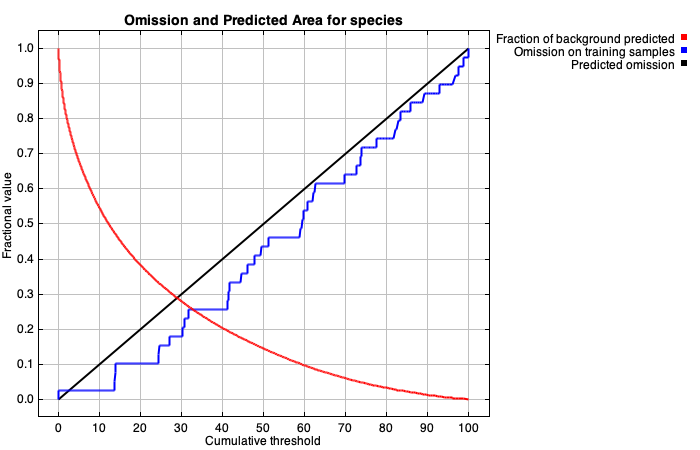 Omission and Predicted Area for species
Fraction of background predicted
Omission on training samples
Predicted omission
1.0
0.9
0.8
0.7
0.6
0.5
0.4
0.3
0.2
0.1
0.0
Fractional value
0 10 20 30 40 50 60 70 80 90 100
Cumulative threshold